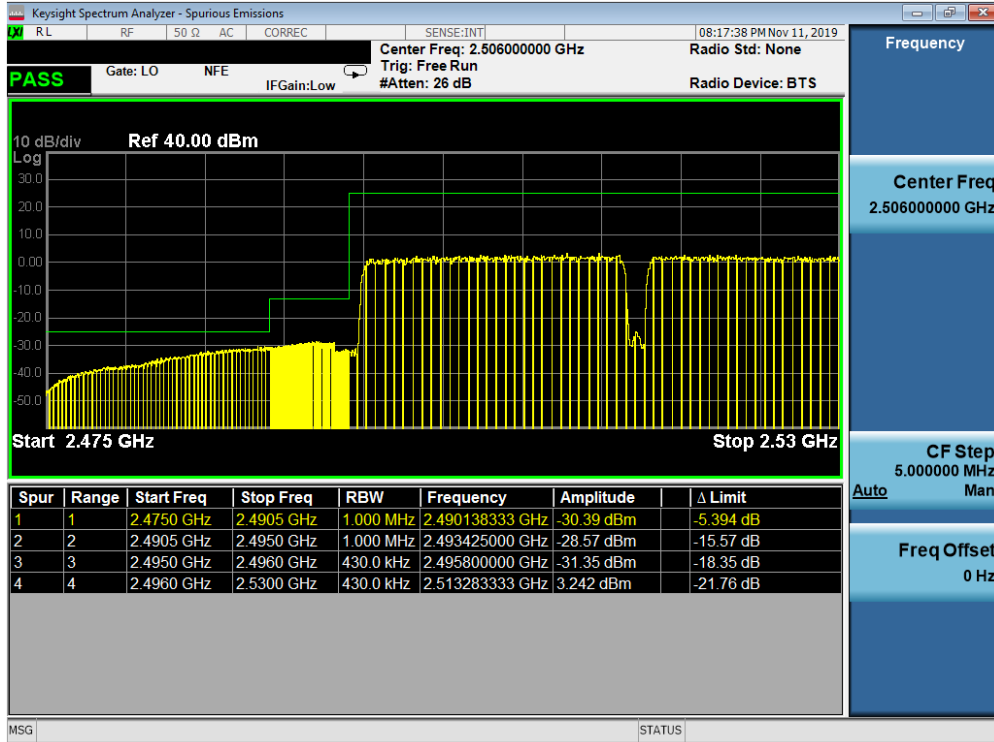 Keysight Spectrum Analyzer - Spurious Emissions
LXI RL RF 50 Ω AC CORREC SENSE:INT 08:17:38 PM Nov 11, 2019
Center Freq: 2.506000000 GHz Radio Std: None
Trig: Free Run
PASS Gate: LO NFE
IFGain:Low #Atten: 26 dB Radio Device: BTS
10 dB/div Ref 40.00 dBm
Log
30.0
20.0
10.0
0.00
-10.0
-20.0
-30.0
-40.0
-50.0
Start 2.475 GHz Stop 2.53 GHz
Spur Range Start Freq Stop Freq RBW Frequency Amplitude Δ Limit
1 1 2.4750 GHz 2.4905 GHz 1.000 MHz 2.490138333 GHz -30.39 dBm -5.394 dB
2 2 2.4905 GHz 2.4950 GHz 1.000 MHz 2.493425000 GHz -28.57 dBm -15.57 dB
3 3 2.4950 GHz 2.4960 GHz 430.0 kHz 2.495800000 GHz -31.35 dBm -18.35 dB
4 4 2.4960 GHz 2.5300 GHz 430.0 kHz 2.513283333 GHz 3.242 dBm -21.76 dB
Frequency
Center Freq
2.506000000 GHz
CF Step
5.000000 MHz
Auto Man
Freq Offset
0 Hz
MSG STATUS